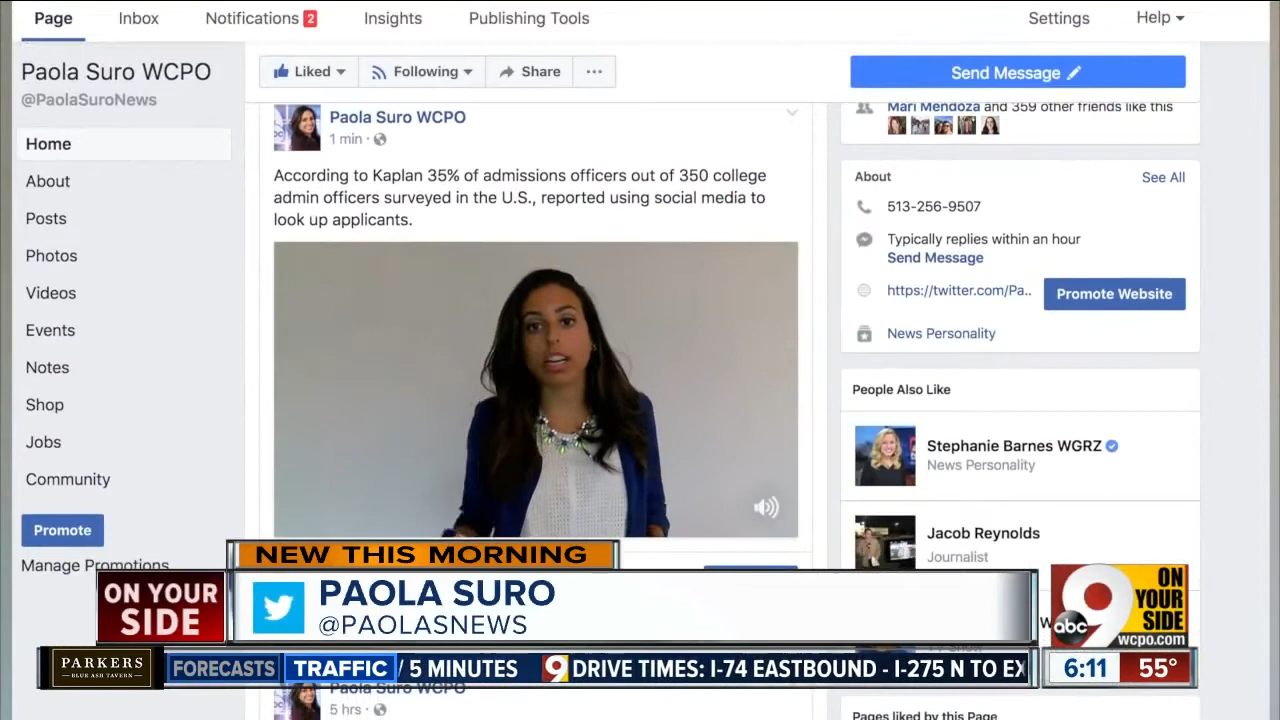 Page
Inbox
Notifications 2
Insights
Publishing Tools
Settings
Help
Paola Suro WCPO
@PaolaSuroNews
Home
About
Posts
Photos
Videos
Events
Notes
Shop
Jobs
Community
Promote
Manage Promotions
Liked
Following
Share
Send Message
Paola Suro WCPO
1 min
According to Kaplan 35% of admissions officers out of 350 college
admin officers surveyed in the U.S., reported using social media to
look up applicants.
Mari Mendoza and 359 other friends like this
About
See All
513-256-9507
Typically replies within an hour
Send Message
https://twitter.com/Pa..
Promote Website
News Personality
People Also Like
Stephanie Barnes WGRZ
News Personality
Jacob Reynolds
Journalist
NEW THIS MORNING
ON YOUR
SIDE
PAOLA SURO
@PAOLASNEWS
9
abc
ON
YOUR
SIDE
wcpo.com
PARKERS
BLUE ASH TAVERN
FORECASTS
TRAFFIC
/ 5 MINUTES
9 DRIVE TIMES: I-74 EASTBOUND - I-275 N TO EX
6:11
55°
Paola Suro WCPO
5 hrs
Pages liked by this Page